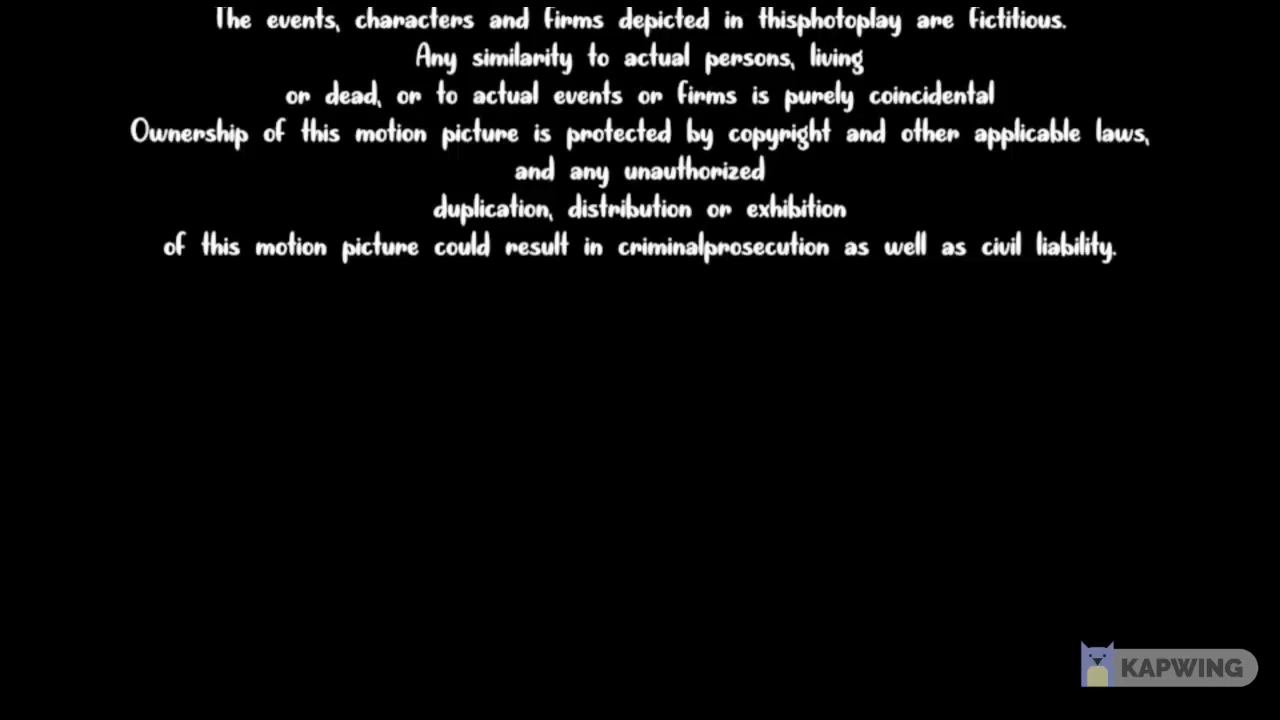 The events, characters and firms depicted in thisphotoplay are fictitious.
Any similarity to actual persons, living
or dead, or to actual events or firms is purely coincidental
Ownership of this motion picture is protected by copyright and other applicable laws,
and any unauthorized
duplication, distribution or exhibition
of this motion picture could result in criminalprosecution as well as civil liability.
KAPWING